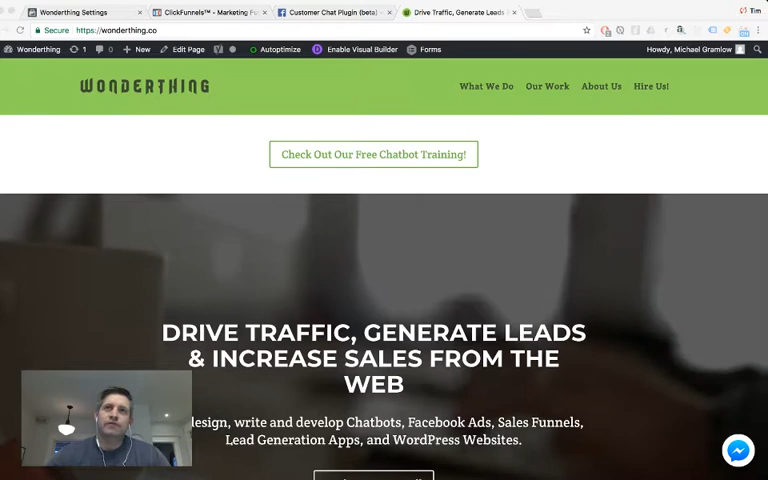 Wonderthing Settings
ClickFunnels™ - Marketing Fu
Customer Chat Plugin (beta) -
Drive Traffic, Generate Leads
Tim
Secure https://wonderthing.co
Wonderthing 1 0 New Edit Page Autoptimize Enable Visual Builder Forms Howdy, Michael Gramlow
WONDERTHING
What We Do Our Work About Us Hire Us!
Check Out Our Free Chatbot Training!
DRIVE TRAFFIC, GENERATE LEADS
& INCREASE SALES FROM THE
WEB
design, write and develop Chatbots, Facebook Ads, Sales Funnels,
Lead Generation Apps, and WordPress Websites.